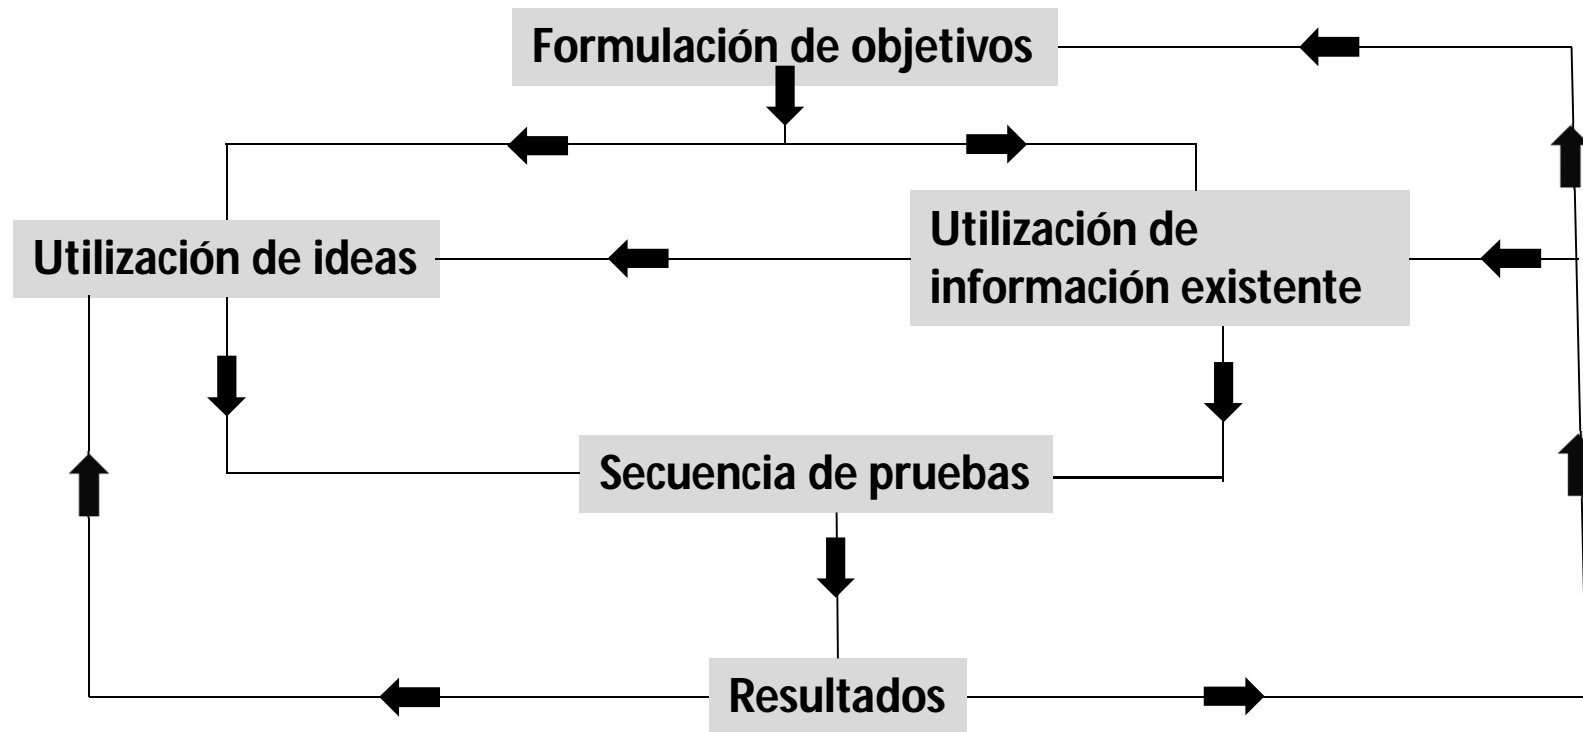 Formulación de objetivos
Utilización de ideas
Utilización de
información existente
Secuencia de pruebas
Resultados